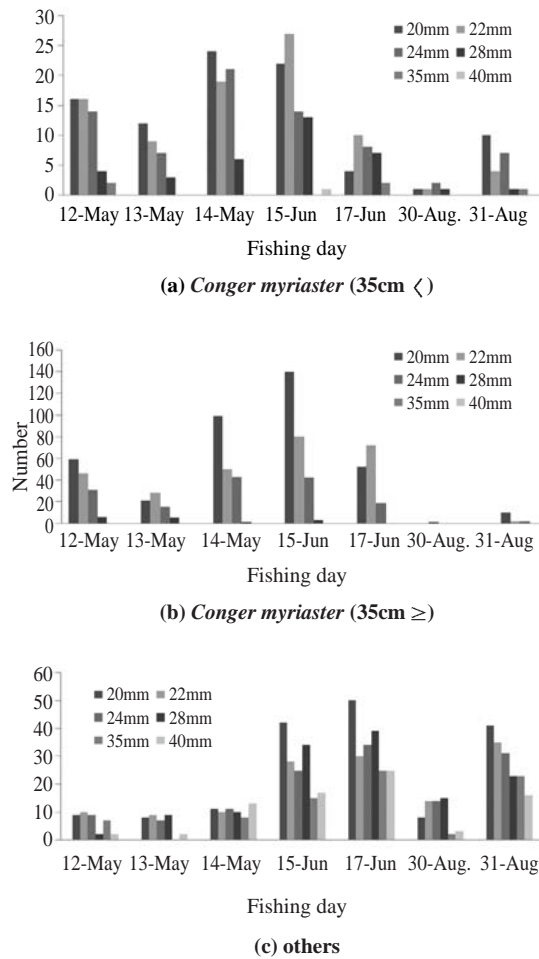 30
25
20
15
10
5
0
20mm 22mm
24mm 28mm
35mm 40mm
12-May 13-May 14-May 15-Jun 17-Jun 30-Aug. 31-Aug
Fishing day
(a) Conger myriaster (35cm <)
160
140
120
100
80
60
40
20
0
Number
20mm 22mm
24mm 28mm
35mm 40mm
12-May 13-May 14-May 15-Jun 17-Jun 30-Aug. 31-Aug
Fishing day
(b) Conger myriaster (35cm ≥)
60
50
40
30
20
10
0
20mm 22mm
24mm 28mm
35mm 40mm
12-May 13-May 14-May 15-Jun 17-Jun 30-Aug. 31-Aug
Fishing day
(c) others